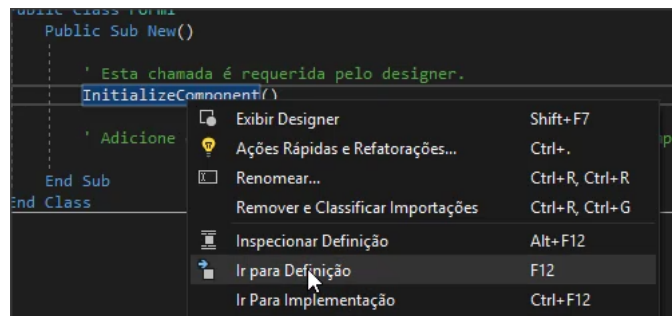 Public Class Form1
Public Sub New()
' Esta chamada é requerida pelo designer.
InitializeComponent()
' Adicione
End Sub
End Class
Exibir Designer Shift+F7
Ações Rápidas e Refatorações... Ctrl+.
Renomear... Ctrl+R, Ctrl+R
Remover e Classificar Importações Ctrl+R, Ctrl+G
Inspecionar Definição Alt+F12
Ir para Definição F12
Ir Para Implementação Ctrl+F12